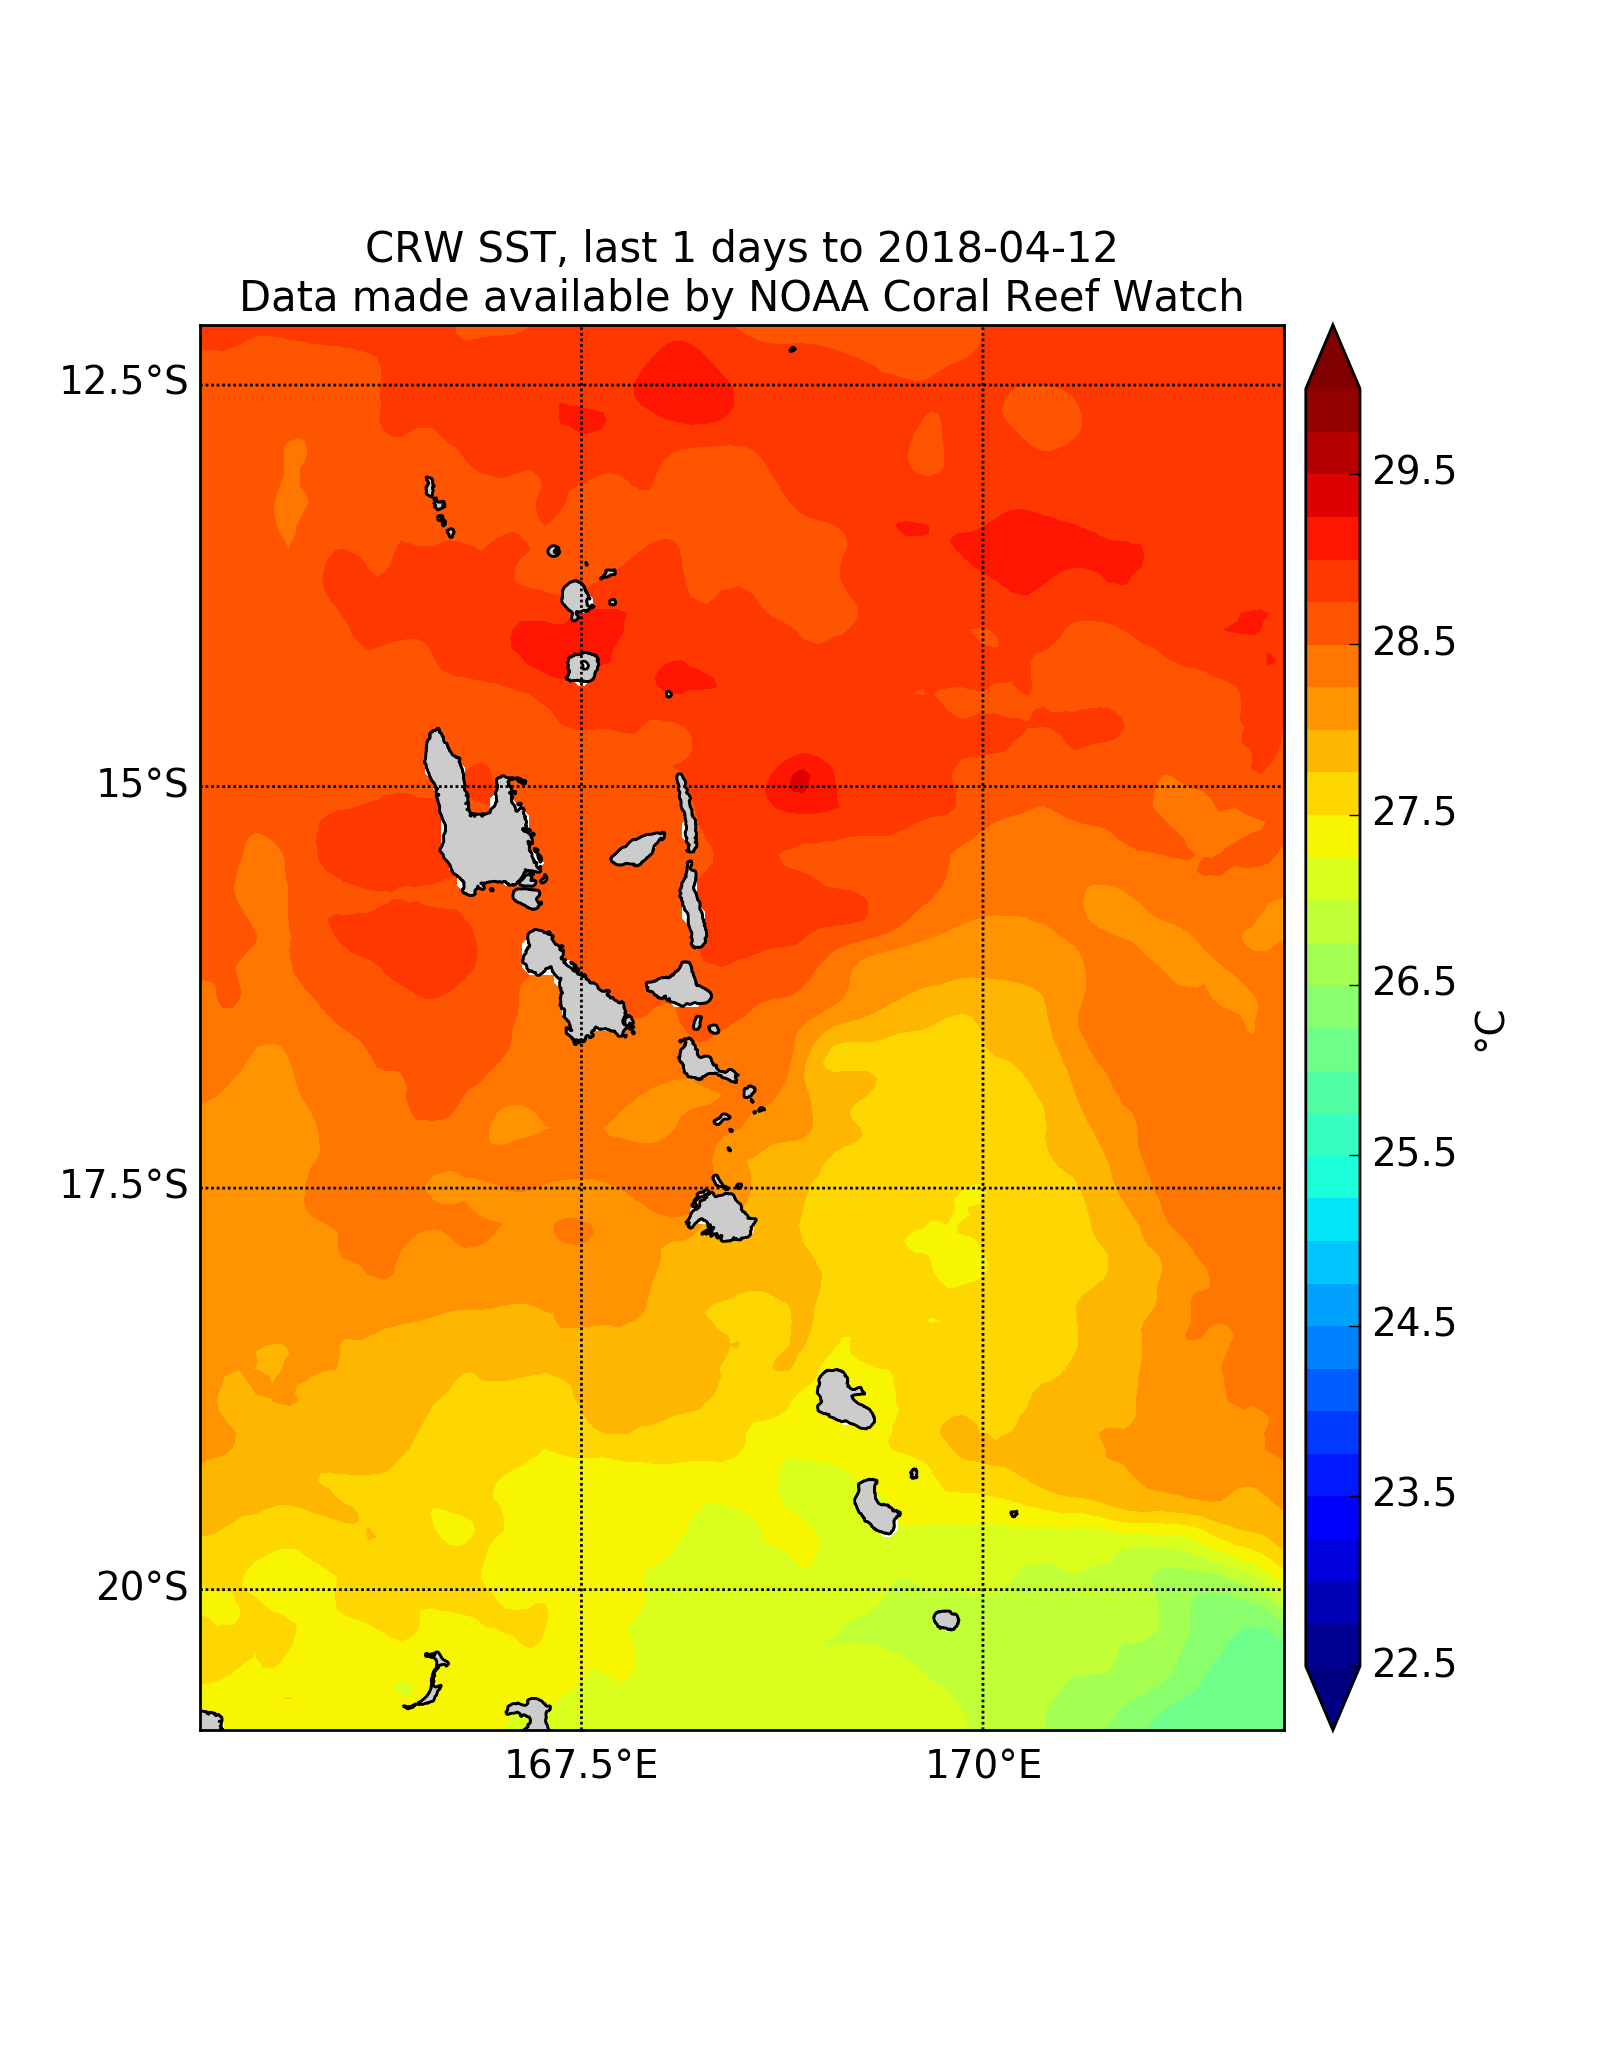 CRW SST, last 1 days to 2018-04-12
Data made available by NOAA Coral Reef Watch
12.5°S
15°S
17.5°S
20°S
167.5°E
170°E
29.5
28.5
27.5
26.5
25.5
24.5
23.5
22.5
°C